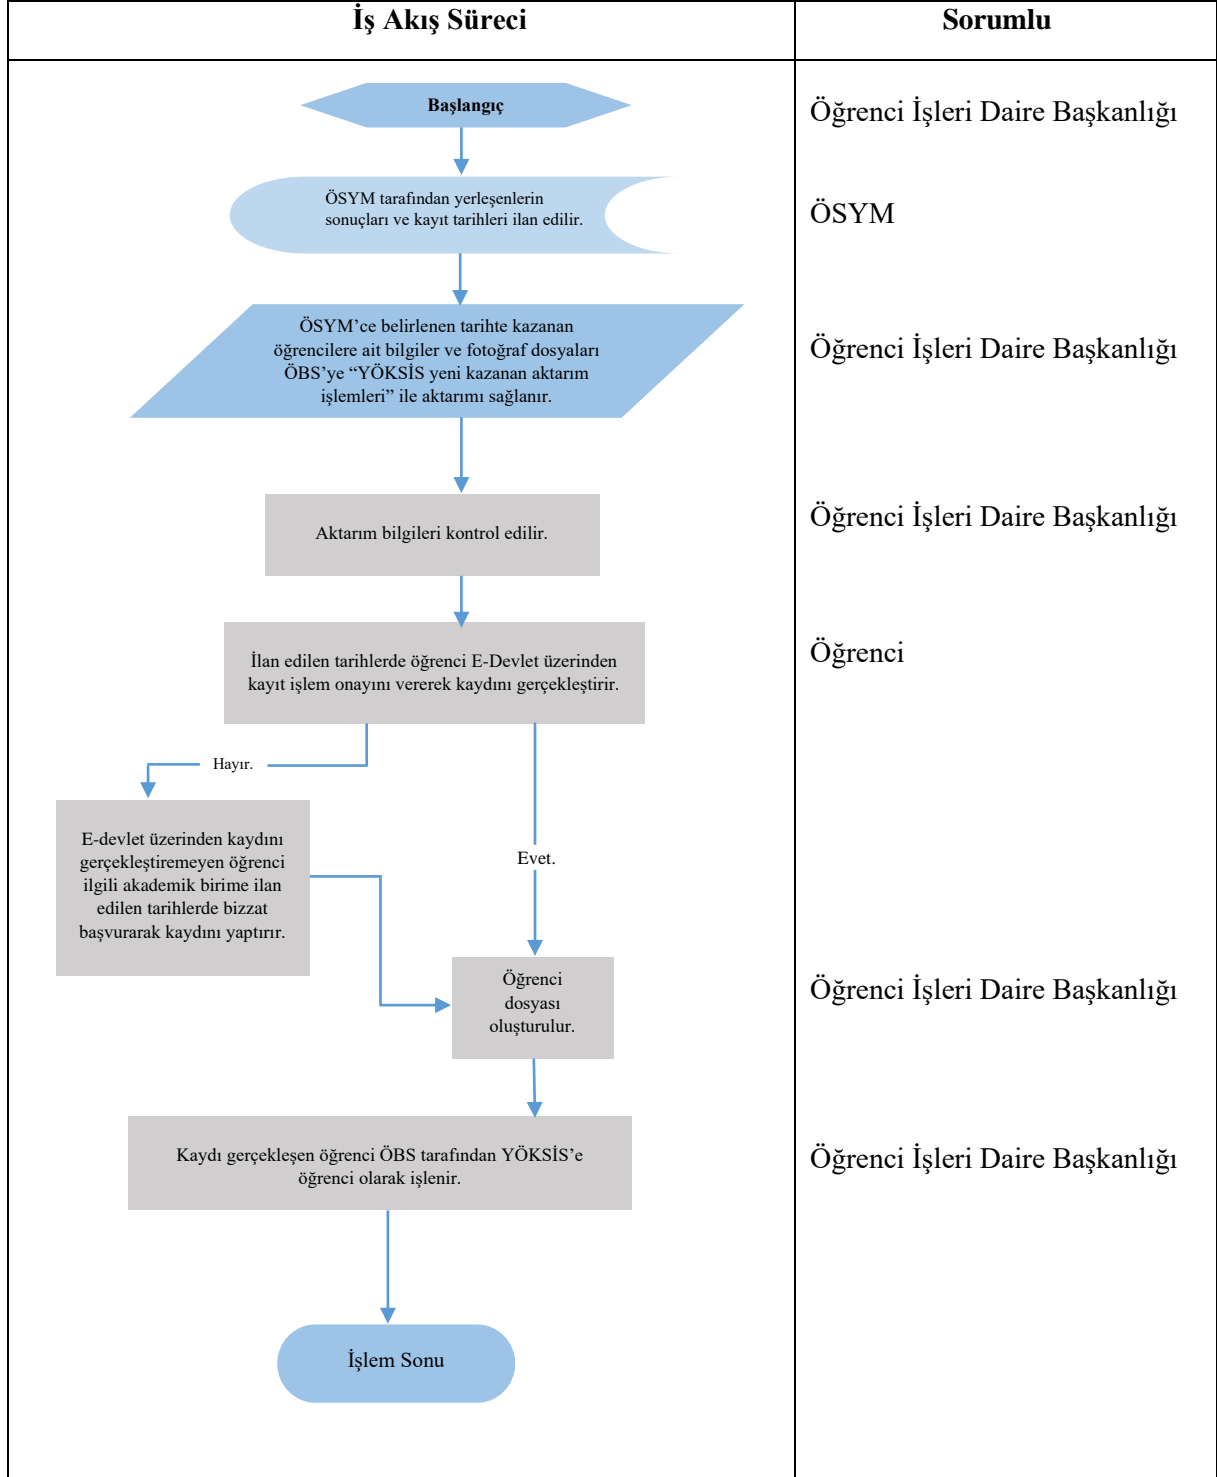 İş Akış Süreci
Sorumlu
Başlangıç
Öğrenci İşleri Daire Başkanlığı
ÖSYM tarafından yerleşenlerin
sonuçları ve kayıt tarihleri ilan edilir.
ÖSYM
ÖSYM’ce belirlenen tarihte kazanan
öğrencilere ait bilgiler ve fotoğraf dosyaları
ÖBS’ye “YÖKSİS yeni kazanan aktarım
işlemleri” ile aktarımı sağlanır.
Öğrenci İşleri Daire Başkanlığı
Aktarım bilgileri kontrol edilir.
Öğrenci İşleri Daire Başkanlığı
İlan edilen tarihlerde öğrenci E-Devlet üzerinden
kayıt işlem onayını vererek kaydını gerçekleştirir.
Öğrenci
Hayır.
E-devlet üzerinden kaydını
gerçekleştiremeyen öğrenci
ilgili akademik birime ilan
edilen tarihlerde bizzat
başvurarak kaydını yaptırır.
Evet.
Öğrenci
dosyası
oluşturulur.
Öğrenci İşleri Daire Başkanlığı
Kaydı gerçekleşen öğrenci ÖBS tarafından YÖKSİS’e
öğrenci olarak işlenir.
Öğrenci İşleri Daire Başkanlığı
İşlem Sonu